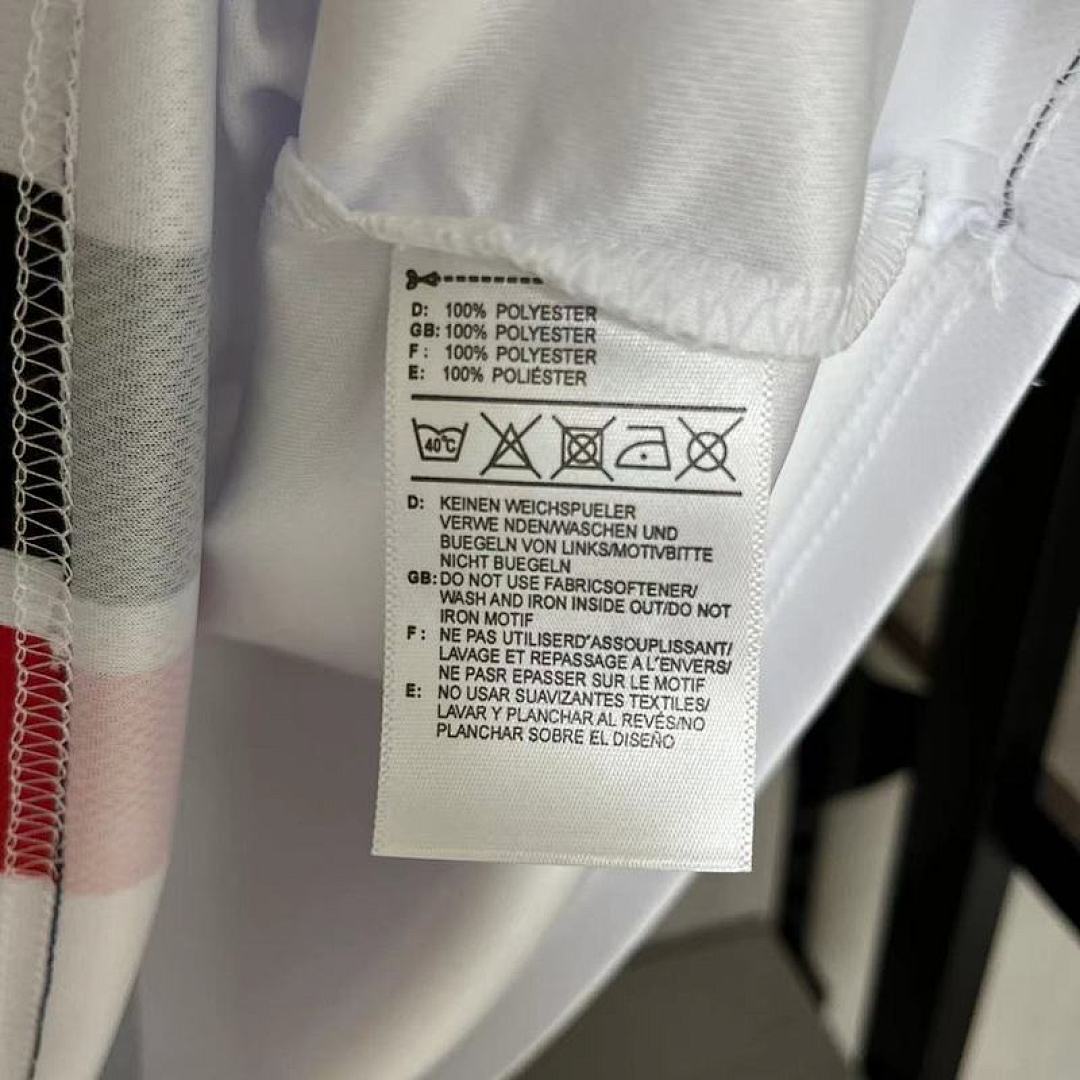 D: 100% POLYESTER
GB: 100% POLYESTER
F: 100% POLYESTER
E: 100% POLIÉSTER
40°C
D: KEINEN WEICHSPUELER
VERWE NDEN/WASCHEN UND
BUEGELN VON LINKS/MOTIVBITTE
NICHT BUEGELN
GB: DO NOT USE FABRICSOFTENER/
WASH AND IRON INSIDE OUT/DO NOT
IRON MOTIF
F: NE PAS UTILISERD'ASSOUPLISSANT/
LAVAGE ET REPASSAGE A L'ENVERS/
NE PASR EPASSER SUR LE MOTIF
E: NO USAR SUAVIZANTES TEXTILES/
LAVAR Y PLANCHAR AL REVÉS/NO
PLANCHAR SOBRE EL DISEÑO